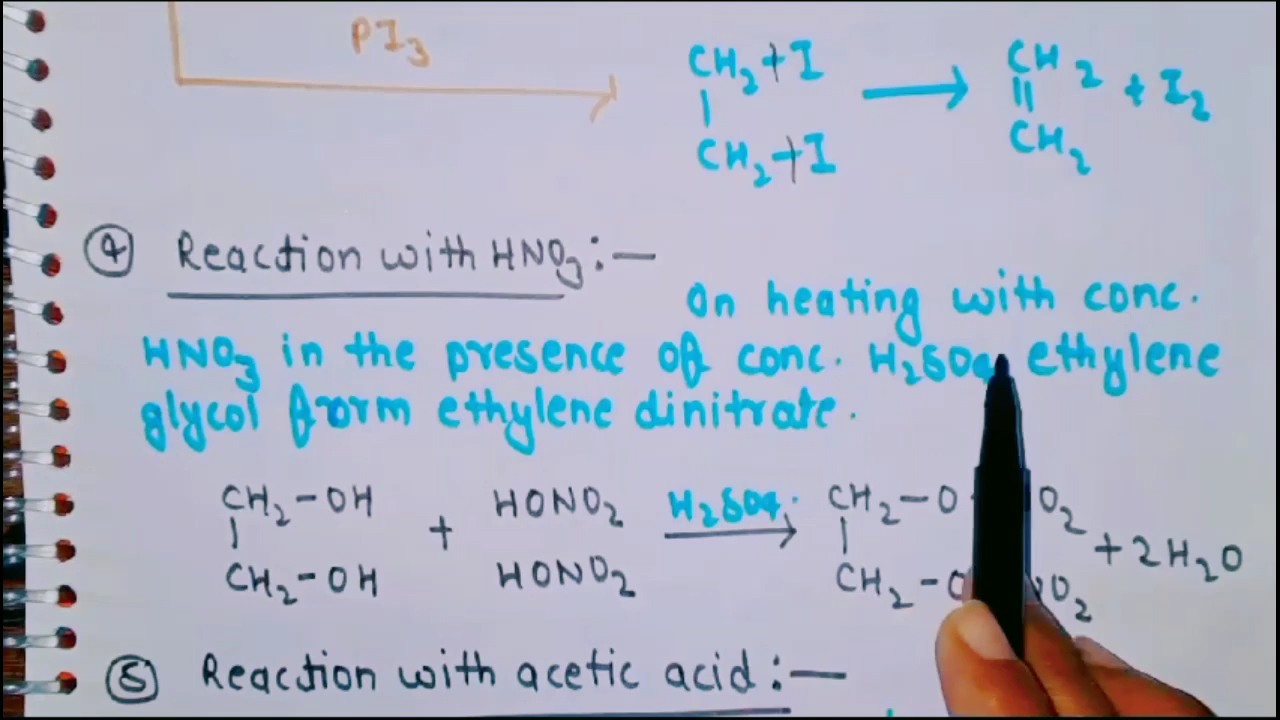 PI₃
CH₂+I → CH₂ + I₂
| ||
CH₂+I CH₂
④ Reaction with HNO₃:—
On heating with conc.
HNO₃ in the presence of conc. H₂SO₄ ethylene
glycol form ethylene dinitrate.
CH₂-OH HONO₂ H₂SO₄ CH₂-O O₂
| + → | + 2H₂O
CH₂-OH HONO₂ CH₂-O O₂
⑤ Reaction with acetic acid:—